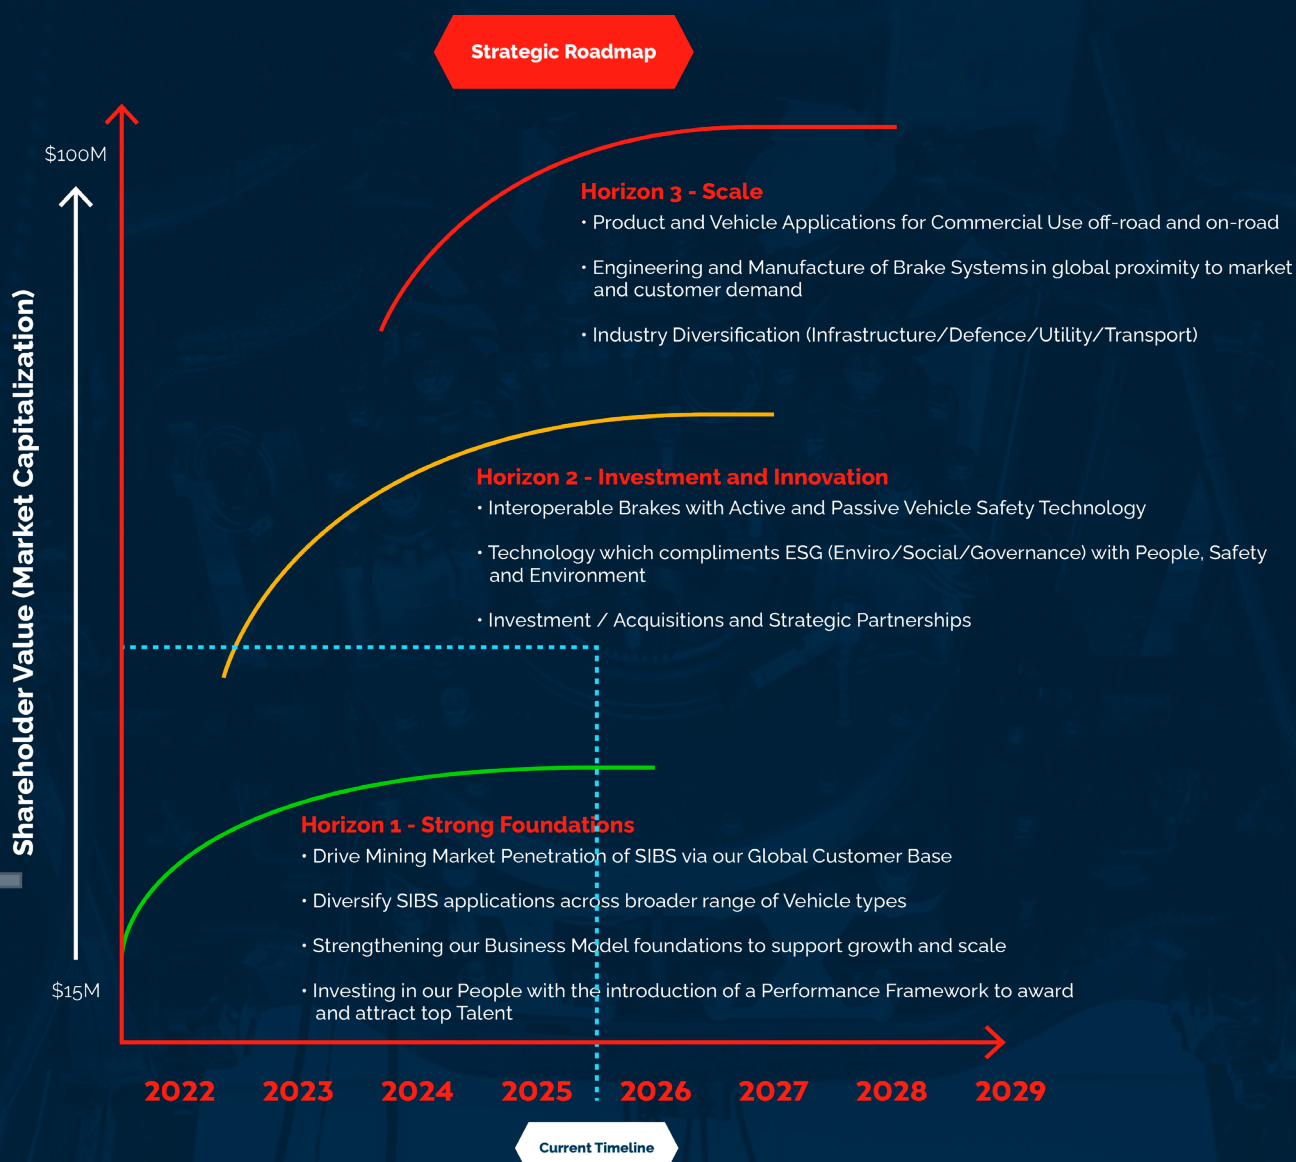 Strategic Roadmap
$100M
Shareholder Value (Market Capitalization)
$15M
Horizon 3 - Scale
• Product and Vehicle Applications for Commercial Use off-road and on-road
• Engineering and Manufacture of Brake Systems in global proximity to market
and customer demand
• Industry Diversification (Infrastructure/Defence/Utility/Transport)
Horizon 2 - Investment and Innovation
• Interoperable Brakes with Active and Passive Vehicle Safety Technology
• Technology which compliments ESG (Enviro/Social/Governance) with People, Safety
and Environment
• Investment / Acquisitions and Strategic Partnerships
Horizon 1 - Strong Foundations
• Drive Mining Market Penetration of SIBS via our Global Customer Base
• Diversify SIBS applications across broader range of Vehicle types
• Strengthening our Business Model foundations to support growth and scale
• Investing in our People with the introduction of a Performance Framework to award
and attract top Talent
2022 2023 2024 2025 2026 2027 2028 2029
Current Timeline